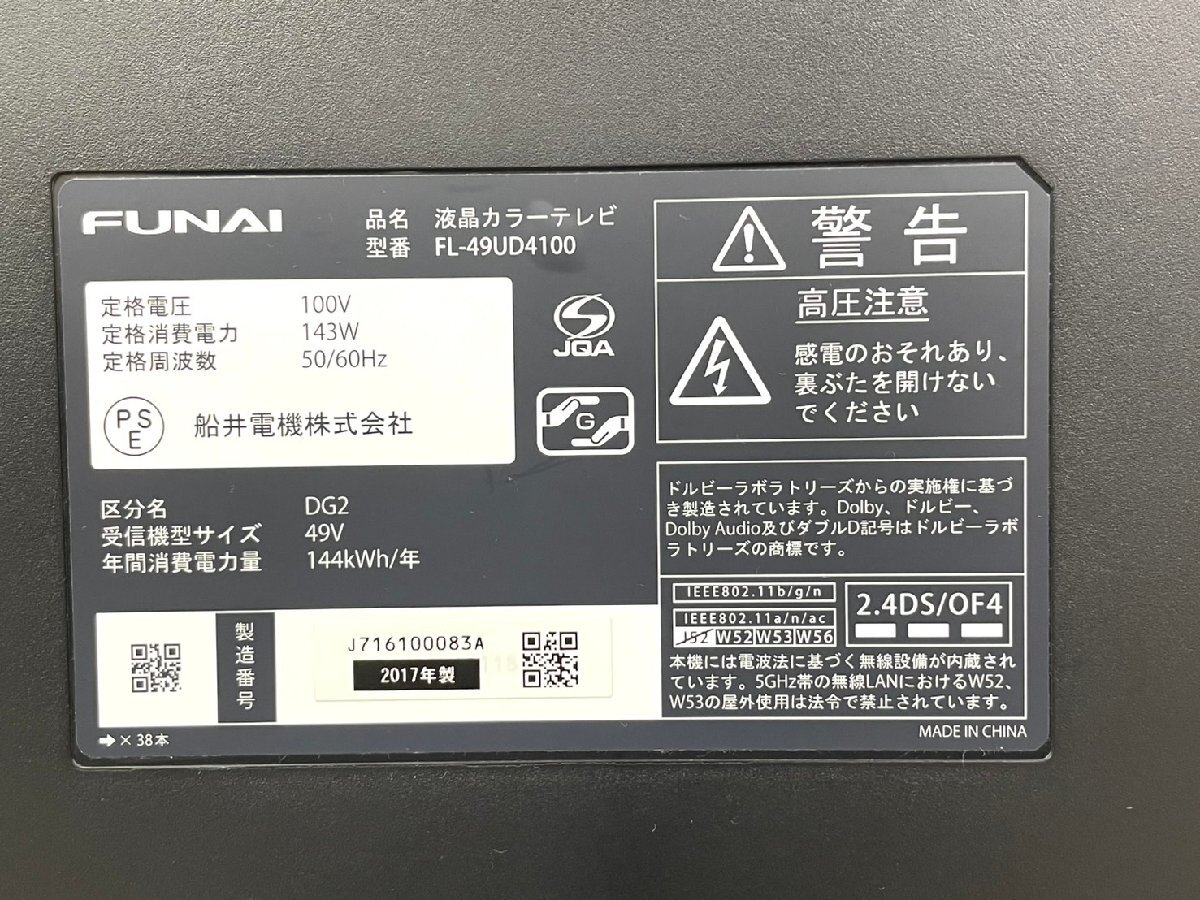 FUNAI
品名 液晶カラーテレビ
型番 FL-49UD4100
定格電圧 100V
定格消費電力 143W
定格周波数 50/60Hz
PSE 船井電機株式会社
JQA
G
区分名 DG2
受信機型サイズ 49V
年間消費電力量 144kWh/年
製造番号
J716100083A
2017年製
➡× 38本
警告
高圧注意
感電のおそれあり、
裏ぶたを開けない
でください
ドルビーラボラトリーズからの実施権に基づ
き製造されています。Dolby、ドルビー、
Dolby Audio及びダブルD記号はドルビーラボ
ラトリーズの商標です。
IEEE802.11b/g/n
IEEE802.11a/n/ac
J52 W52 W53 W56
2.4DS/OF4
本機には電波法に基づく無線設備が内蔵され
ています。5GHz帯の無線LANにおけるW52、
W53の屋外使用は法令で禁止されています。
MADE IN CHINA